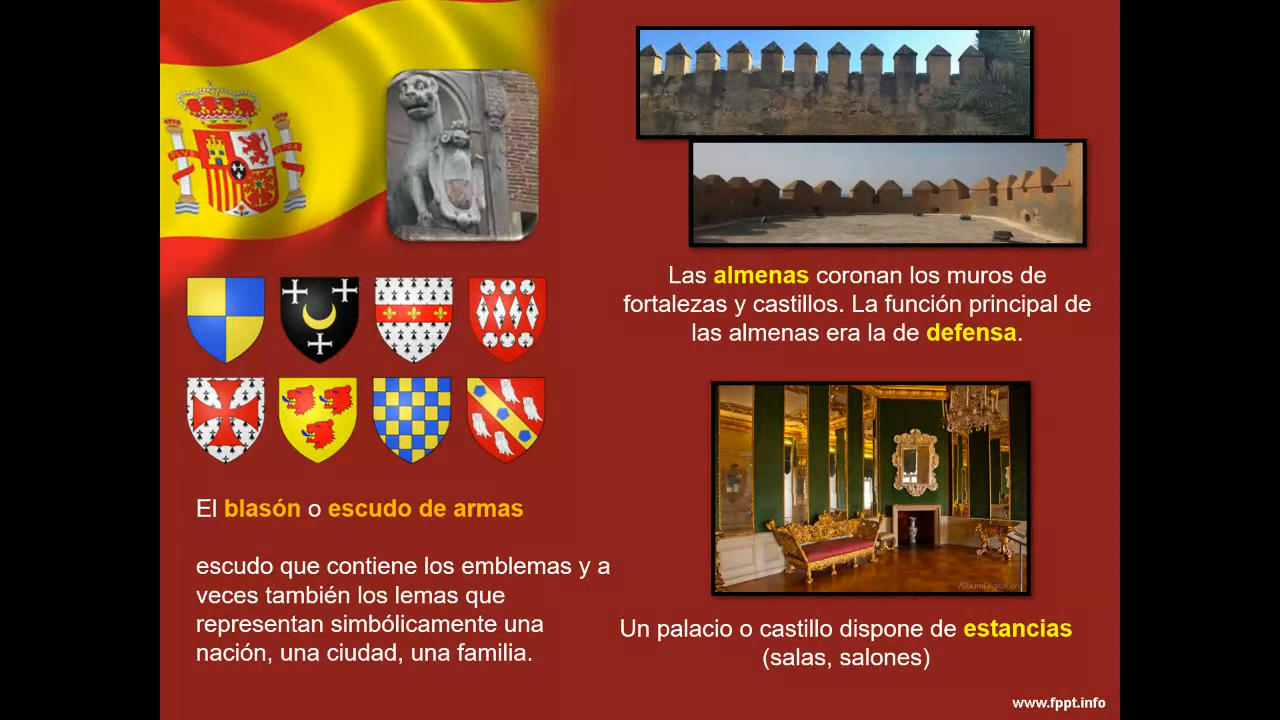 El blasón o escudo de armas
escudo que contiene los emblemas y a
veces también los lemas que
representan simbólicamente una
nación, una ciudad, una familia.
Las almenas coronan los muros de
fortalezas y castillos. La función principal de
las almenas era la de defensa.
AlbumDigital.org
Un palacio o castillo dispone de estancias
(salas, salones)
www.fppt.info